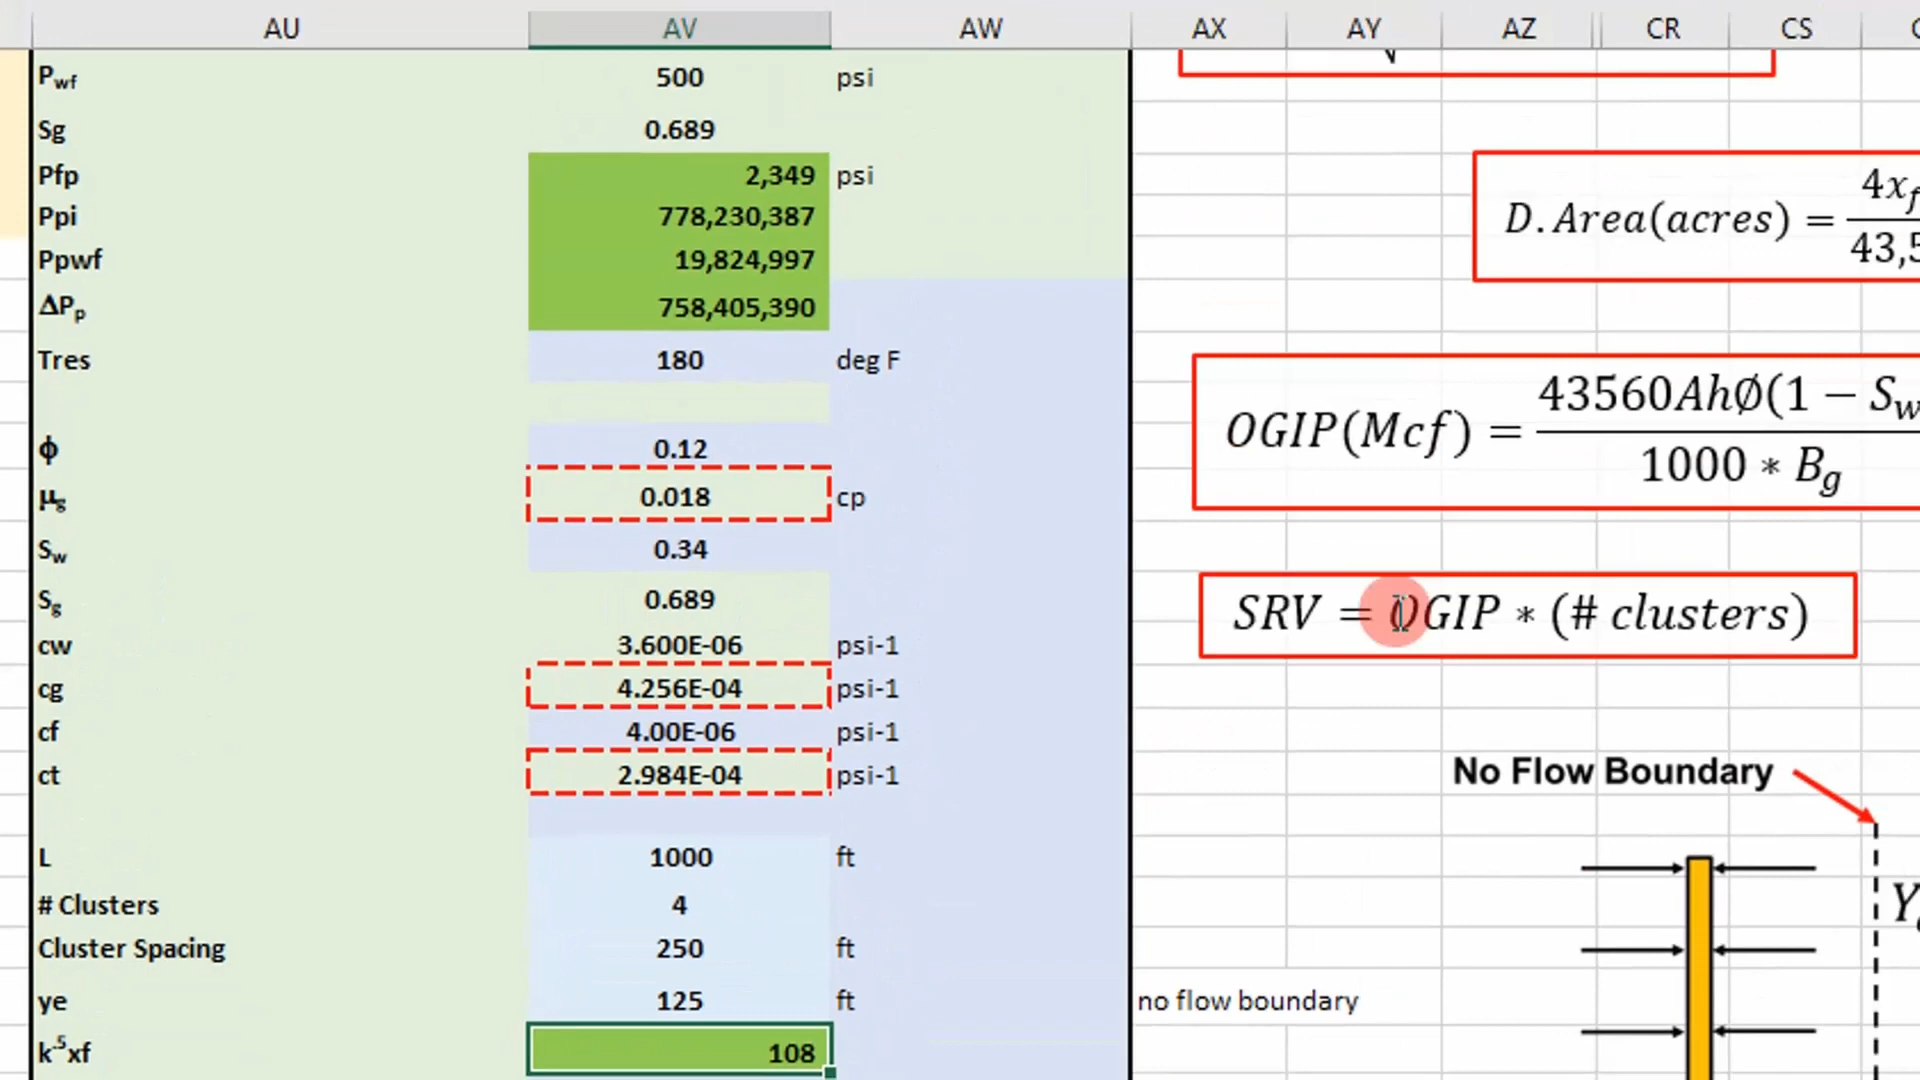 AU AV AW AX AY AZ CR CS
Pwf 500 psi
Sg 0.689
Pfp 2,349 psi
Ppi 778,230,387
Ppwf 19,824,997
ΔPp 758,405,390
Tres 180 deg F
ϕ 0.12
μg 0.018 cp
Sw 0.34
Sg 0.689
cw 3.600E-06 psi-1
cg 4.256E-04 psi-1
cf 4.00E-06 psi-1
ct 2.984E-04 psi-1
L 1000 ft
# Clusters 4
Cluster Spacing 250 ft
ye 125 ft no flow boundary
k.5xf 108
D.Area(acres) = 4xf
43,5
OGIP(Mcf) = 43560AhØ(1 − Sw
1000 * Bg
SRV = OGIP * (# clusters)
No Flow Boundary